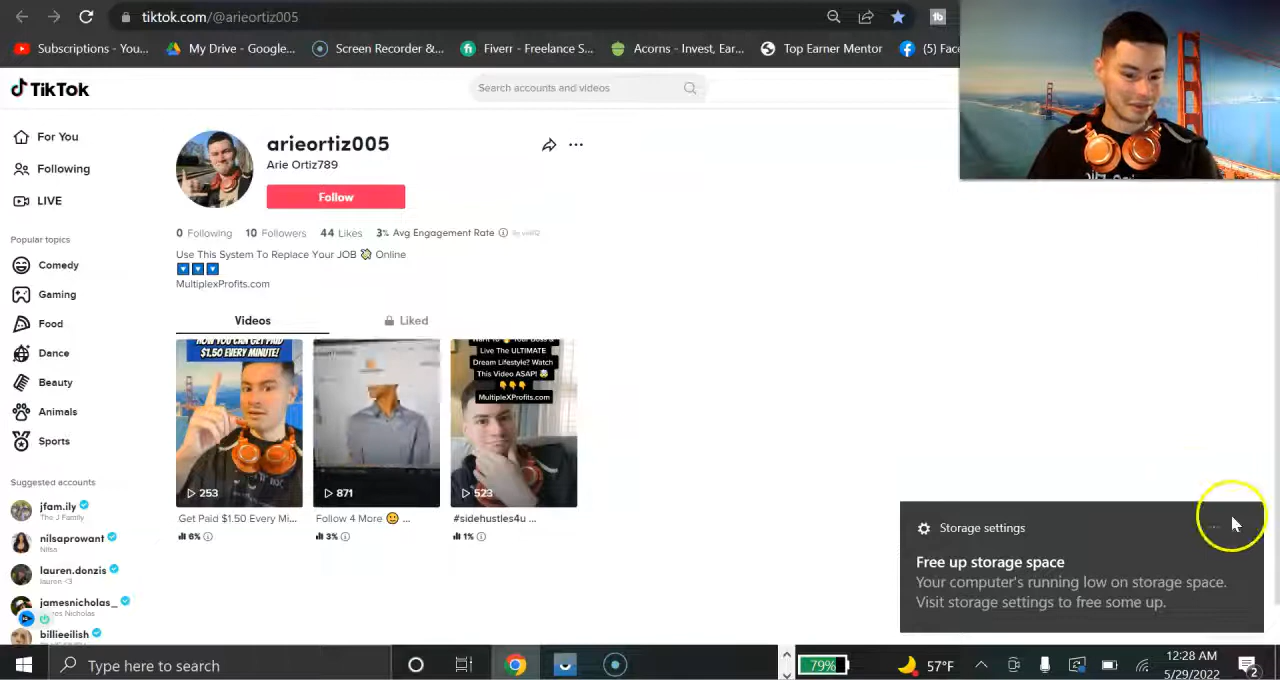 tiktok.com/@arieortiz005
Subscriptions - You...
My Drive - Google...
Screen Recorder &...
Fiverr - Freelance S...
Acorns - Invest, Ear...
Top Earner Mentor
(5) Fac
TikTok
Search accounts and videos
For You
Following
LIVE
Popular topics
Comedy
Gaming
Food
Dance
Beauty
Animals
Sports
Suggested accounts
jfam.ily
The J Family
nilsaprowant
Nilsa
lauren.donzis
lauren <3
jamesnicholas_
billieeilish
arieortiz005
Arie Ortiz789
Follow
0 Following 10 Followers 44 Likes 3% Avg Engagement Rate
Use This System To Replace Your JOB 💸 Online
MultiplexProfits.com
Videos
Liked
HOW YOU CAN GET PAID
$1.50 EVERY MINUTE!
253
Get Paid $1.50 Every Mi...
6%
871
Follow 4 More 🙂 ...
3%
Live The ULTIMATE
Dream Lifestyle? Watch
This Video ASAP! 🤯
👇👇👇
MultipleXProfits.com
523
#sidehustles4u ...
1%
Storage settings
Free up storage space
Your computer's running low on storage space.
Visit storage settings to free some up.
Type here to search
79%
57°F
12:28 AM
5/29/2022
2